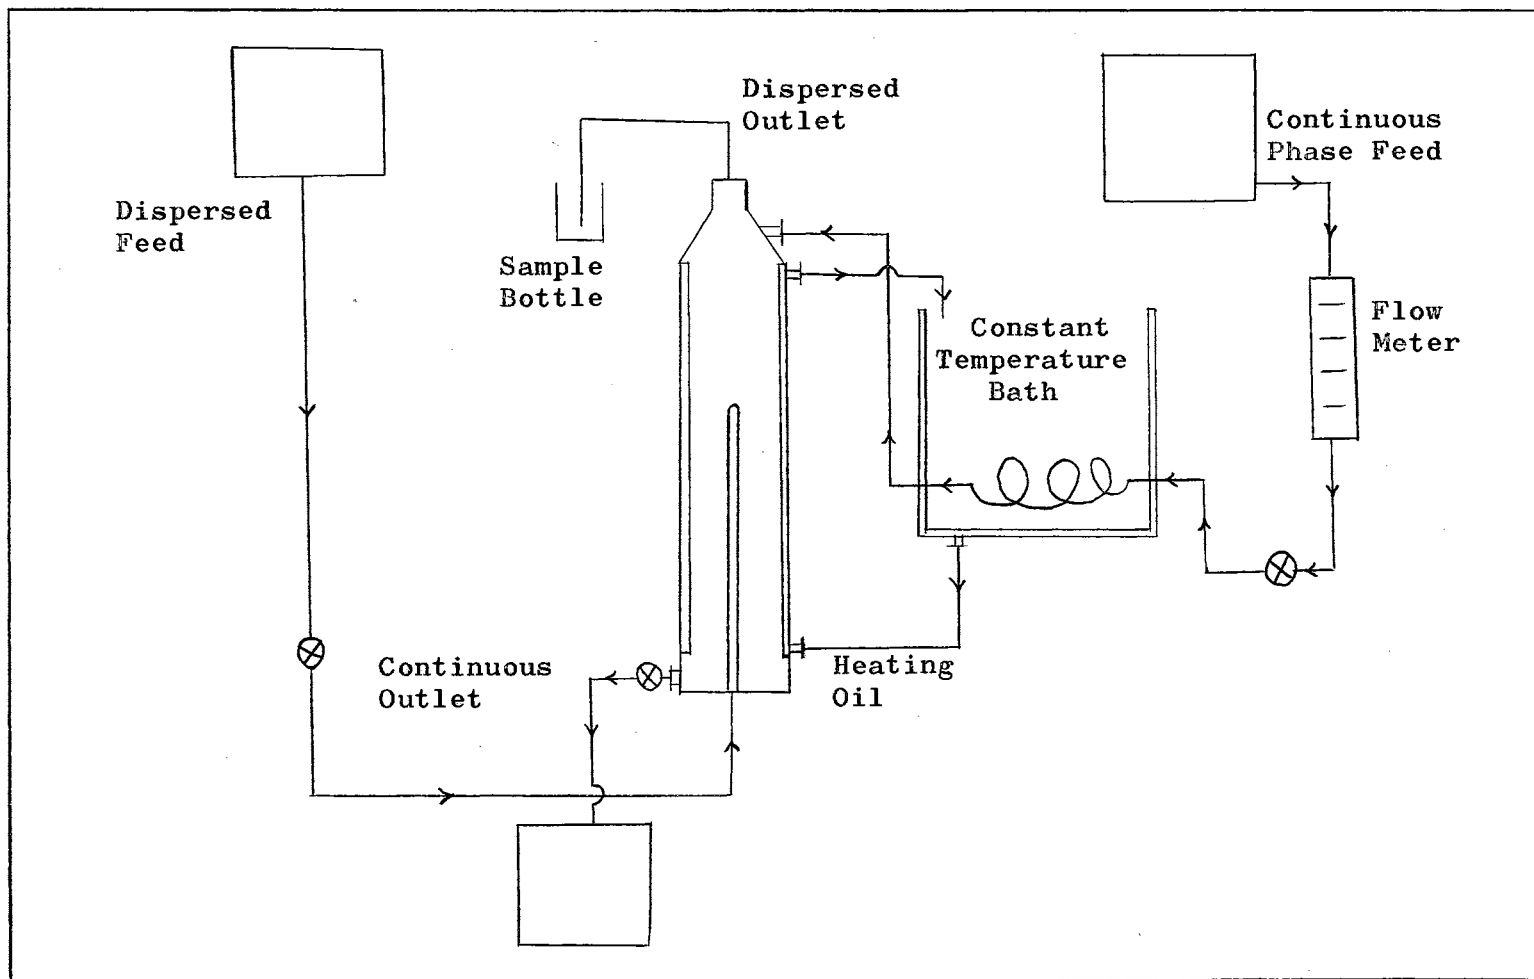 Dispersed
Outlet
Continuous
Phase Feed
Dispersed
Feed
Sample
Bottle
Constant
Temperature
Bath
Flow
Meter
Continuous
Outlet
Heating
Oil